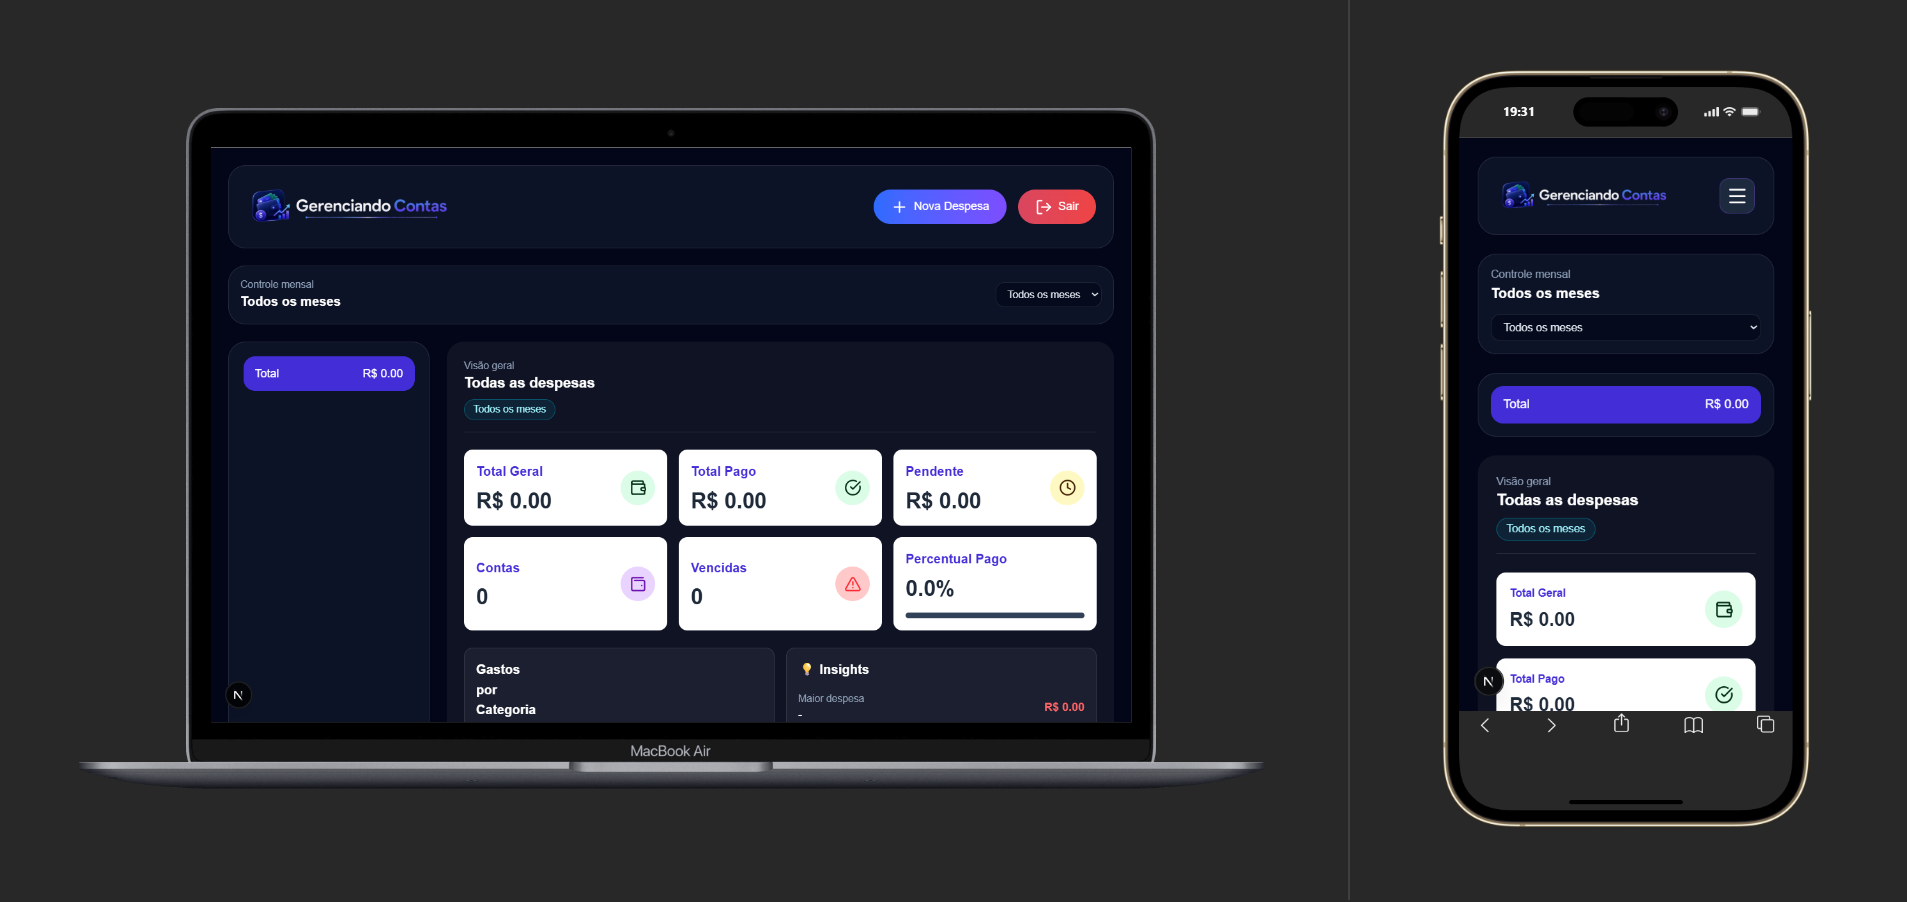 Gerenciando Contas
Nova Despesa
Sair
Controle mensal
Todos os meses
Todos os meses
Total R$ 0.00
Visão geral
Todas as despesas
Todos os meses
Total Geral
R$ 0.00
Total Pago
R$ 0.00
Pendente
R$ 0.00
Contas
0
Vencidas
0
Percentual Pago
0.0%
Gastos
por
Categoria
Insights
Maior despesa
-
R$ 0.00
N
MacBook Air
19:31
Gerenciando Contas
Controle mensal
Todos os meses
Todos os meses
Total R$ 0.00
Visão geral
Todas as despesas
Todos os meses
Total Geral
R$ 0.00
N
Total Pago
R$ 0.00